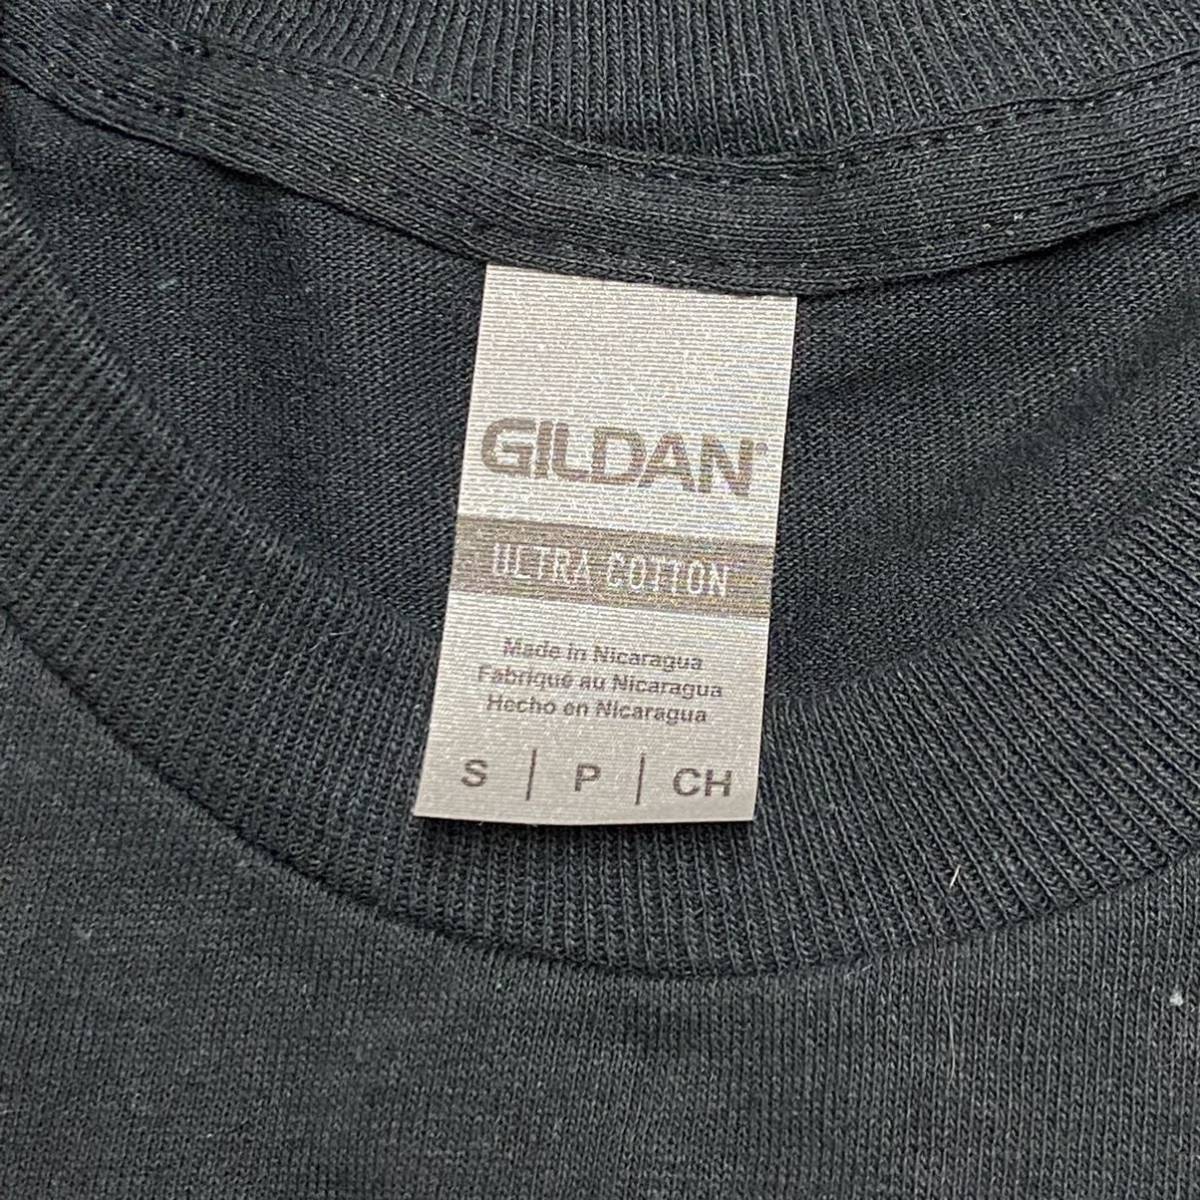 GILDAN®
ULTRA COTTON®
Made in Nicaragua
Fabriqué au Nicaragua
Hecho en Nicaragua
S | P | CH